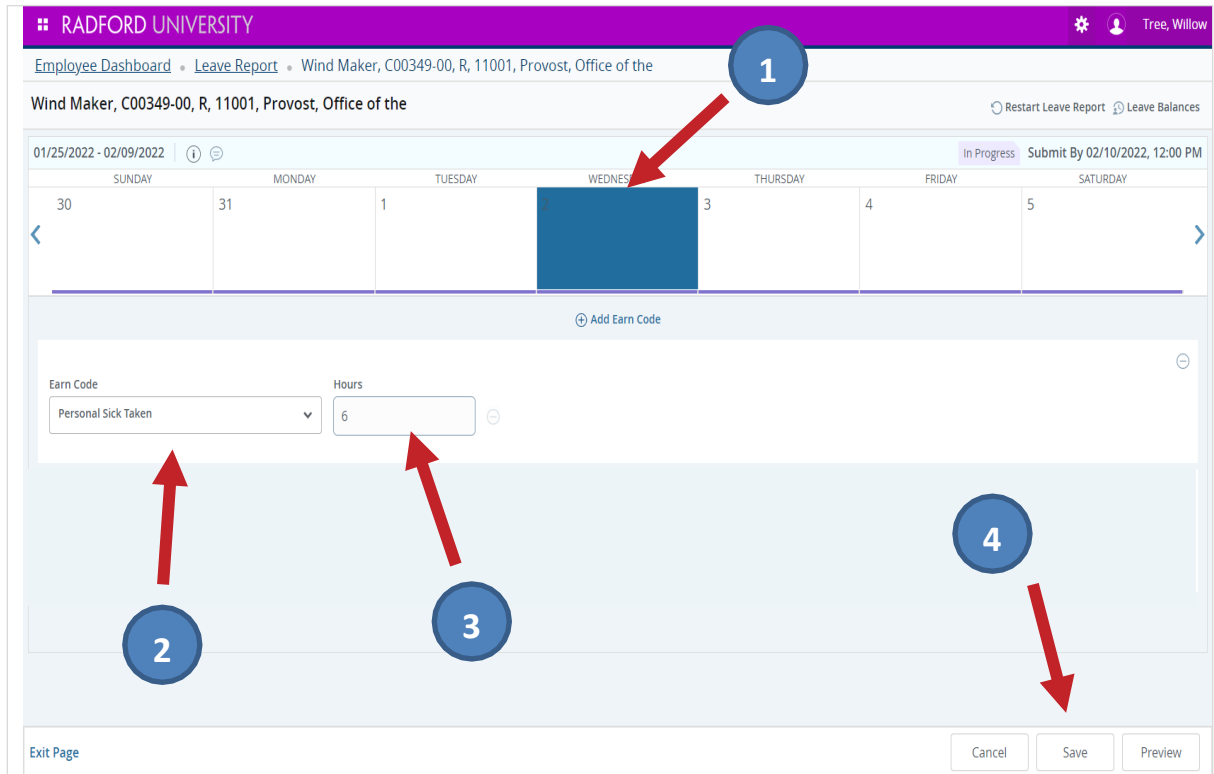 RADFORD UNIVERSITY Tree, Willow
Employee Dashboard • Leave Report • Wind Maker, C00349-00, R, 11001, Provost, Office of the
1
Wind Maker, C00349-00, R, 11001, Provost, Office of the
Restart Leave Report Leave Balances
01/25/2022 - 02/09/2022 In Progress Submit By 02/10/2022, 12:00 PM
SUNDAY MONDAY TUESDAY WEDNES THURSDAY FRIDAY SATURDAY
30 31 1 2 3 4 5
Add Earn Code
Earn Code Hours
Personal Sick Taken 6
4
3
2
Exit Page Cancel Save Preview